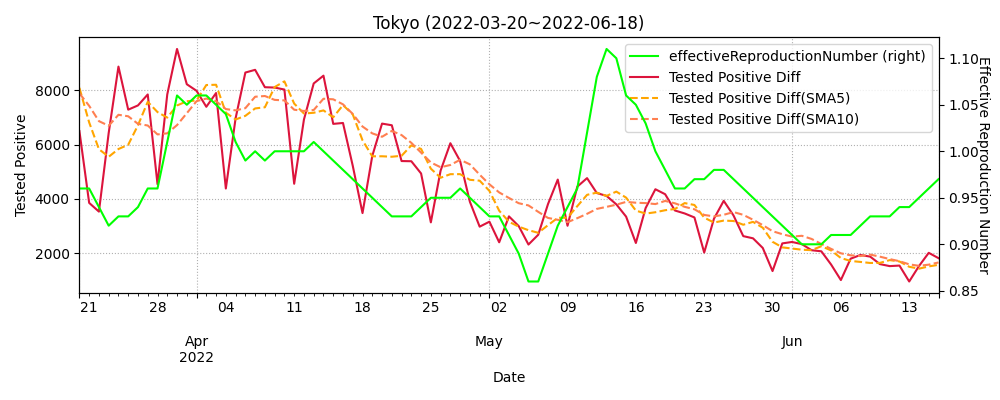 Tokyo (2022-03-20~2022-06-18)
effectiveReproductionNumber (right)
Tested Positive Diff
Tested Positive Diff(SMA5)
Tested Positive Diff(SMA10)
Tested Positive
8000
6000
4000
2000
1.10
1.05
1.00
0.95
0.90
0.85
Effective Reproduction Number
21 28 04 11 18 25 02 09 16 23 30 06 13
Apr May Jun
2022
Date